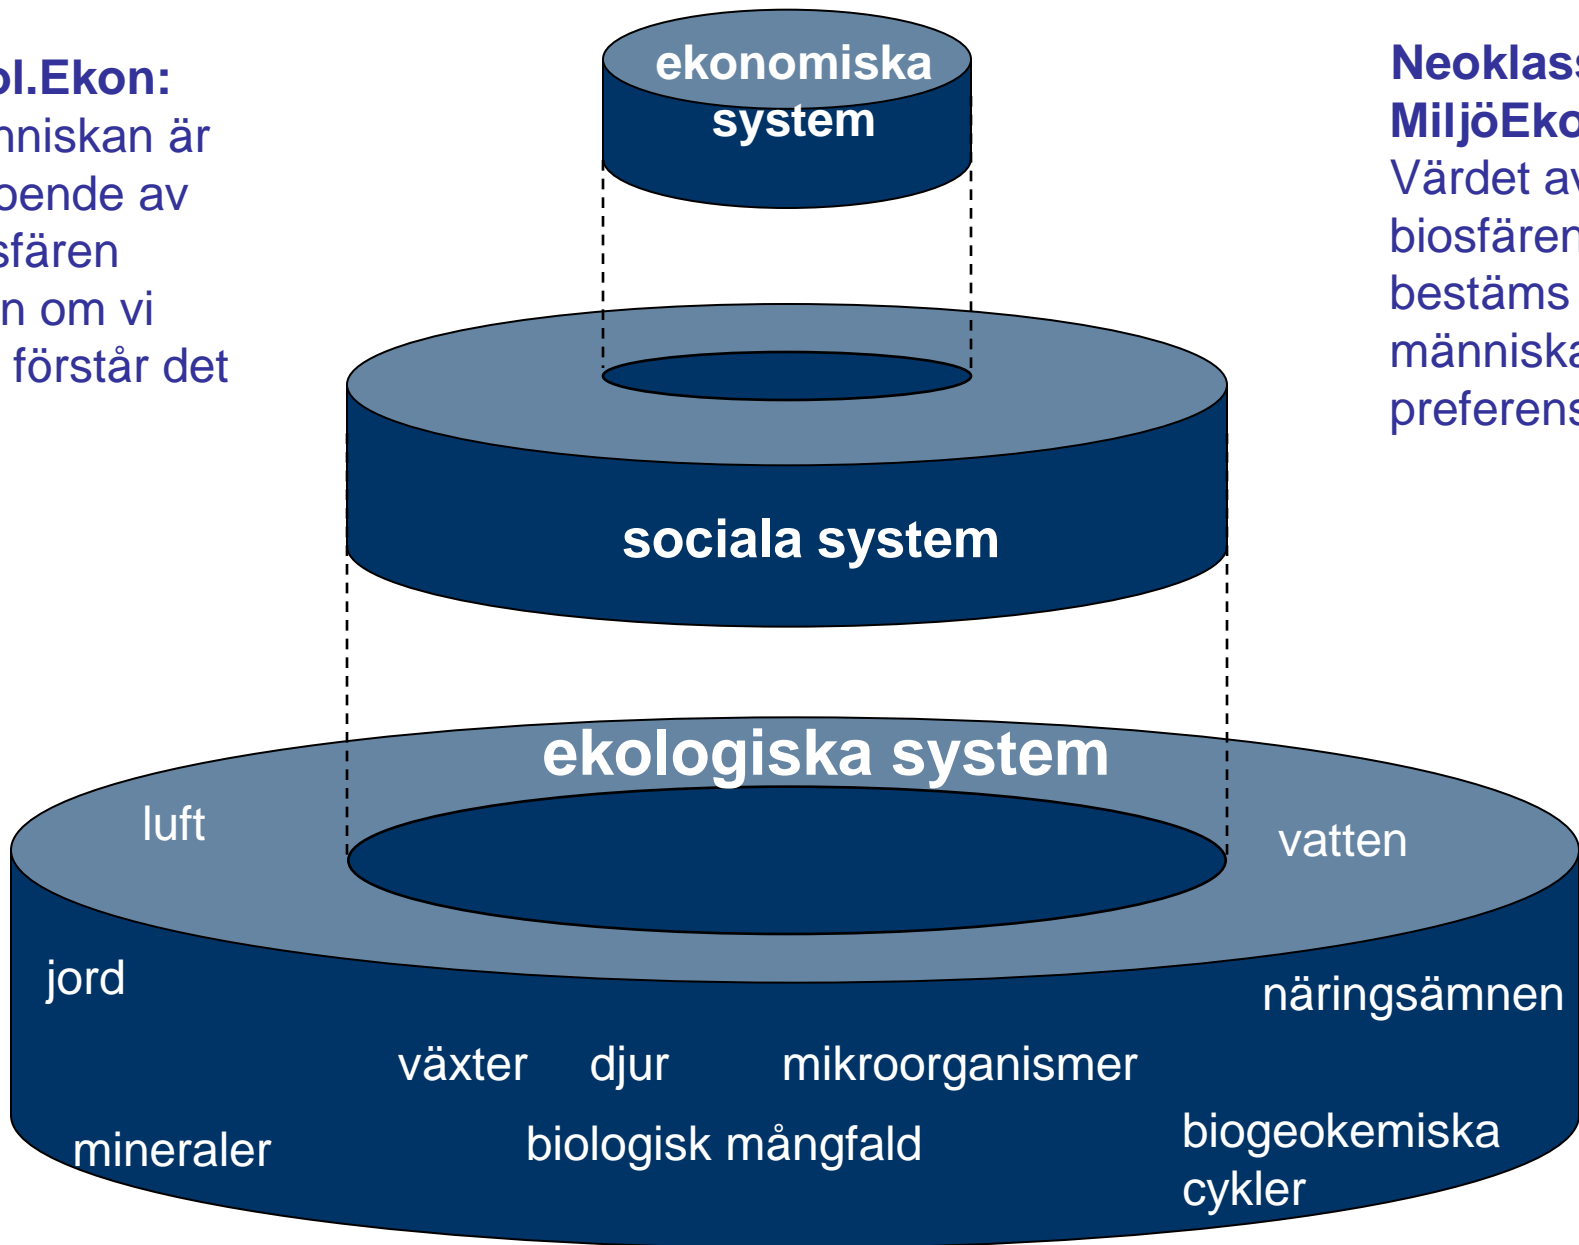 ol.Ekon:
nniskan är
oende av
sfären
n om vi
förstår det
ekonomiska
system
Neoklass
MiljöEko
Värdet av
biosfären
bestäms
människa
preferens
sociala system
ekologiska system
luft
vatten
jord
näringsämnen
växter djur mikroorganismer
mineraler
biologisk mångfald
biogeokemiska
cykler